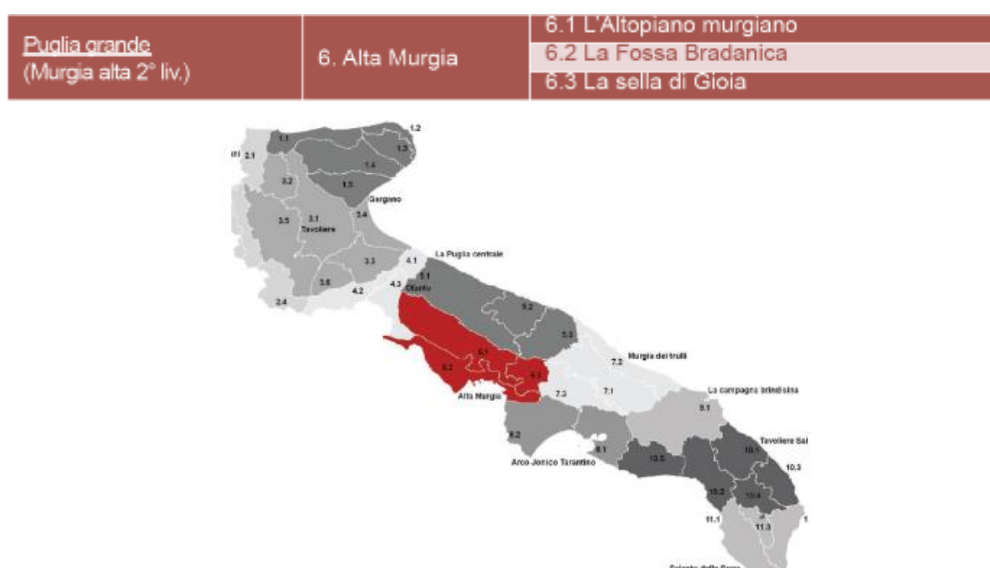 Puglia grande
(Murgia alta 2° liv.)
6. Alta Murgia
6.1 L'Altopiano murgiano
6.2 La Fossa Bradanica
6.3 La sella di Gioia
1.2
1.1
1.3
2.1
1.4
3.2
1.5
Gargano
3.4
3.5
3.1
Tavoliere
La Puglia centrale
4.1
3.3
5.1
3.6
4.3
Ofanto
4.2
2.4
5.2
5.3
6.1
7.2
Murgia dei trulli
6.2
6.3
Alta Murgia
7.3
7.1
La campagna brindisina
9.1
8.2
Tavoliere Sal
8.1
10.1
Arco Jonico Tarantino
10.5
10.3
10.2
10.4
11.1
11.3
1